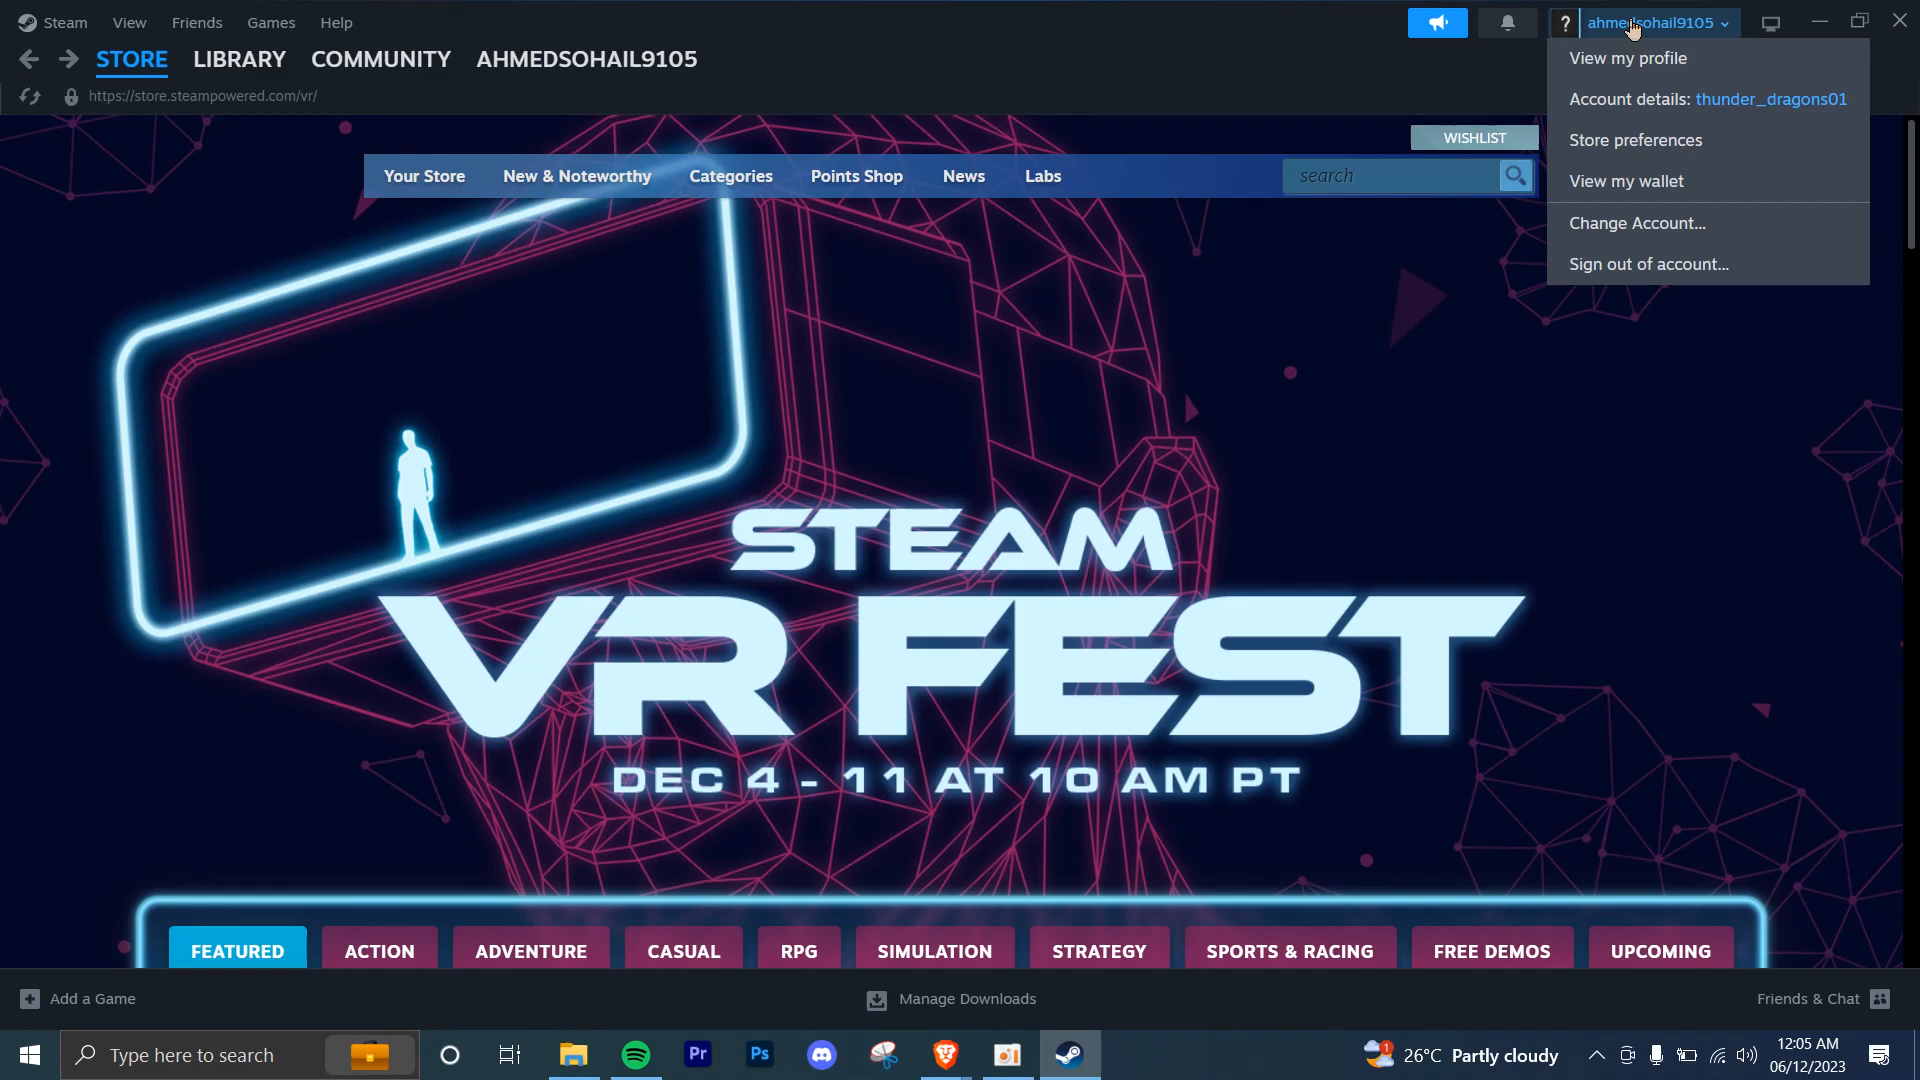 Steam View Friends Games Help
? ahmedsohail9105
STORE LIBRARY COMMUNITY AHMEDSOHAIL9105
https://store.steampowered.com/vr/
View my profile
Account details: thunder_dragons01
Store preferences
View my wallet
Change Account...
Sign out of account...
WISHLIST
Your Store New & Noteworthy Categories Points Shop News Labs search
STEAM
VR FEST
DEC 4 - 11 AT 10 AM PT
FEATURED ACTION ADVENTURE CASUAL RPG SIMULATION STRATEGY SPORTS & RACING FREE DEMOS UPCOMING
Add a Game Manage Downloads Friends & Chat
Type here to search Pr Ps 1 26°C Partly cloudy 12:05 AM
06/12/2023